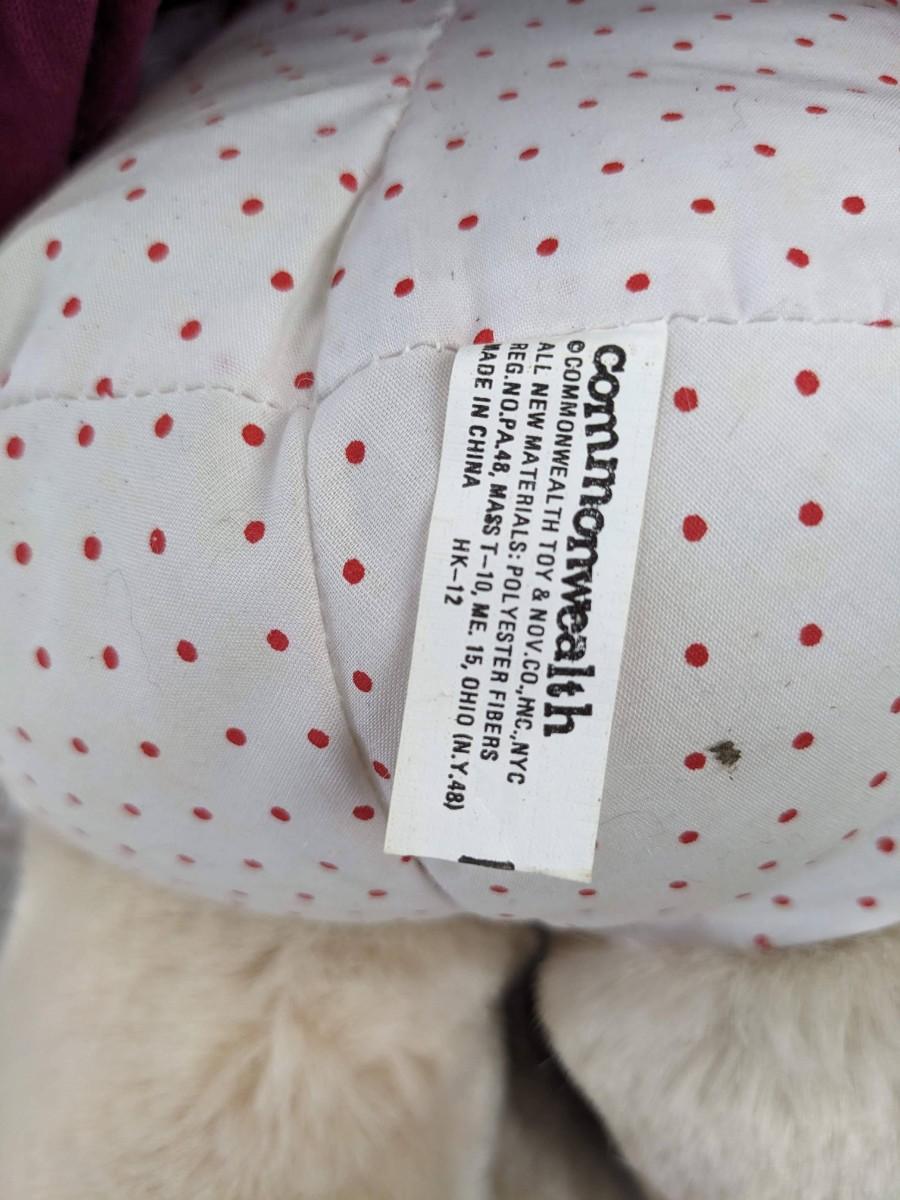 commonwealth
©COMMONWEALTH TOY & NOV.CO.,INC.,NYC
ALL NEW MATERIALS: POLYESTER FIBERS
REG.NO.PA.48, MASS T-10, ME. 15, OHIO (N.Y.48)
MADE IN CHINA
HK-12